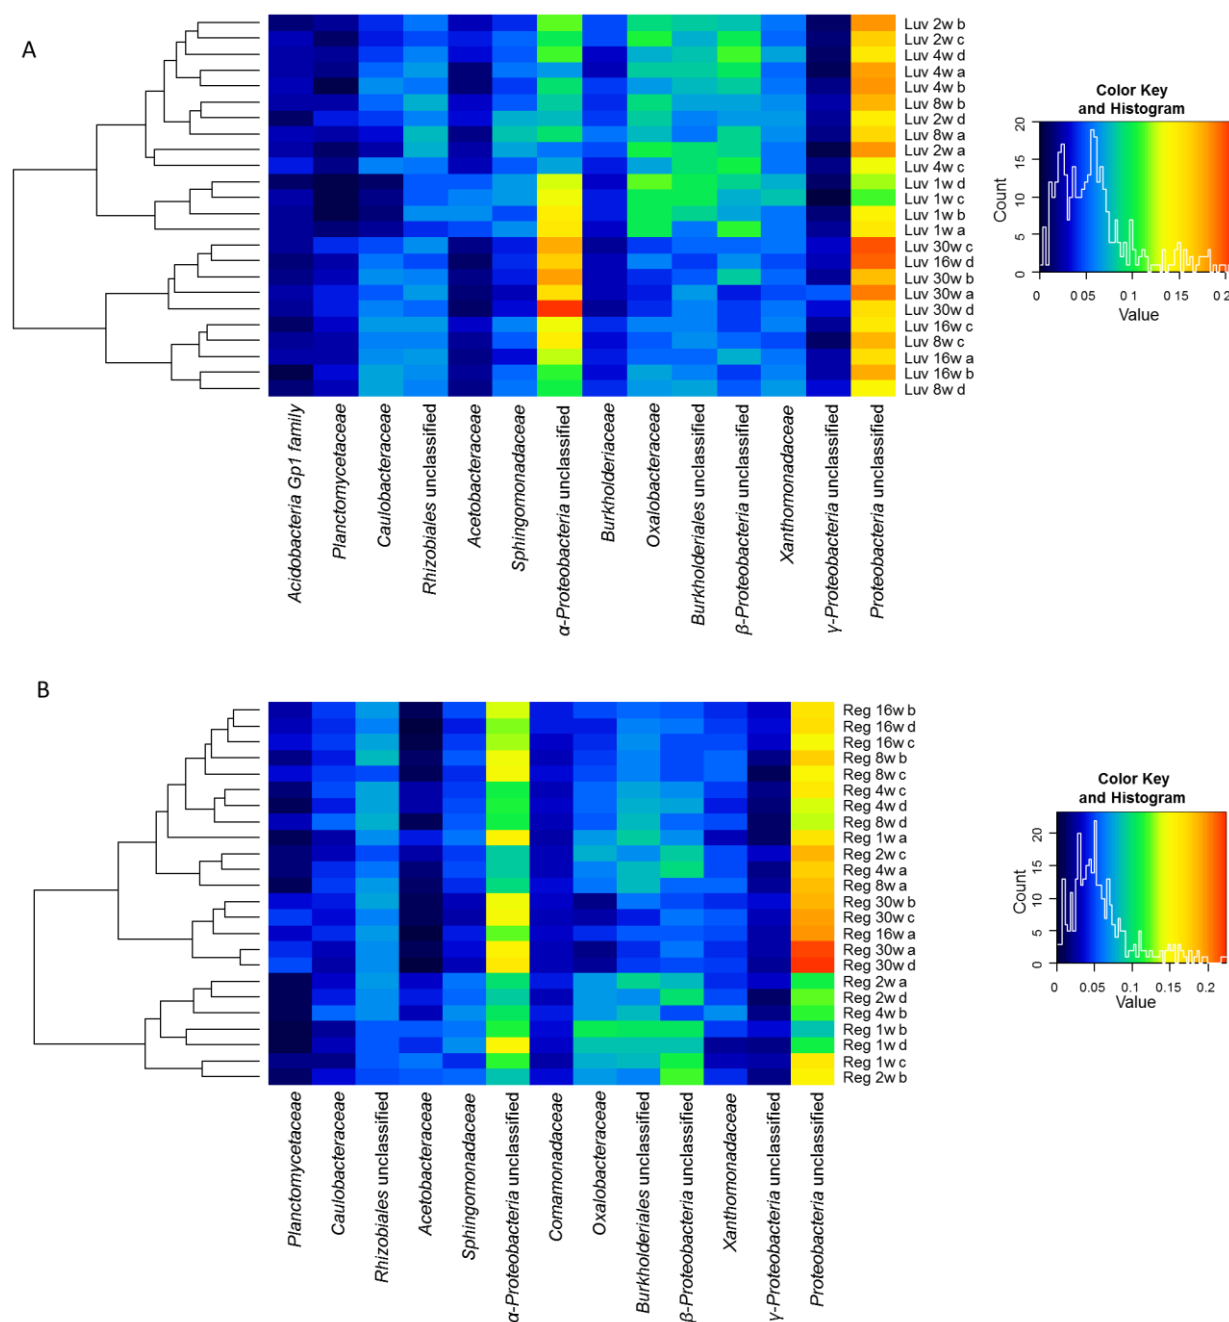 A
Luv 2w b
Luv 2w c
Luv 4w d
Luv 4w a
Luv 4w b
Luv 8w b
Luv 2w d
Luv 8w a
Luv 2w a
Luv 4w c
Luv 1w d
Luv 1w c
Luv 1w b
Luv 1w a
Luv 30w c
Luv 16w d
Luv 30w b
Luv 30w a
Luv 30w d
Luv 16w c
Luv 8w c
Luv 16w a
Luv 16w b
Luv 8w d
Acidobacteria Gp1 family
Planctomycetaceae
Caulobacteraceae
Rhizobiales unclassified
Acetobacteraceae
Sphingomonadaceae
α-Proteobacteria unclassified
Burkholderiaceae
Oxalobacteraceae
Burkholderiales unclassified
β-Proteobacteria unclassified
Xanthomonadaceae
γ-Proteobacteria unclassified
Proteobacteria unclassified
Color Key
and Histogram
Count
20
15
10
5
0
0 0 05 0.1 0.15 0.2
Value
B
Reg 16w b
Reg 16w d
Reg 16w c
Reg 8w b
Reg 8w c
Reg 4w c
Reg 4w d
Reg 8w d
Reg 1w a
Reg 2w c
Reg 4w a
Reg 8w a
Reg 30w b
Reg 30w c
Reg 16w a
Reg 30w a
Reg 30w d
Reg 2w a
Reg 2w d
Reg 4w b
Reg 1w b
Reg 1w d
Reg 1w c
Reg 2w b
Planctomycetaceae
Caulobacteraceae
Rhizobiales unclassified
Acetobacteraceae
Sphingomonadaceae
α-Proteobacteria unclassified
Comamonadaceae
Oxalobacteraceae
Burkholderiales unclassified
β-Proteobacteria unclassified
Xanthomonadaceae
γ-Proteobacteria unclassified
Proteobacteria unclassified
Color Key
and Histogram
Count
20
15
10
5
0
0 0.05 0.1 0.15 0.2
Value